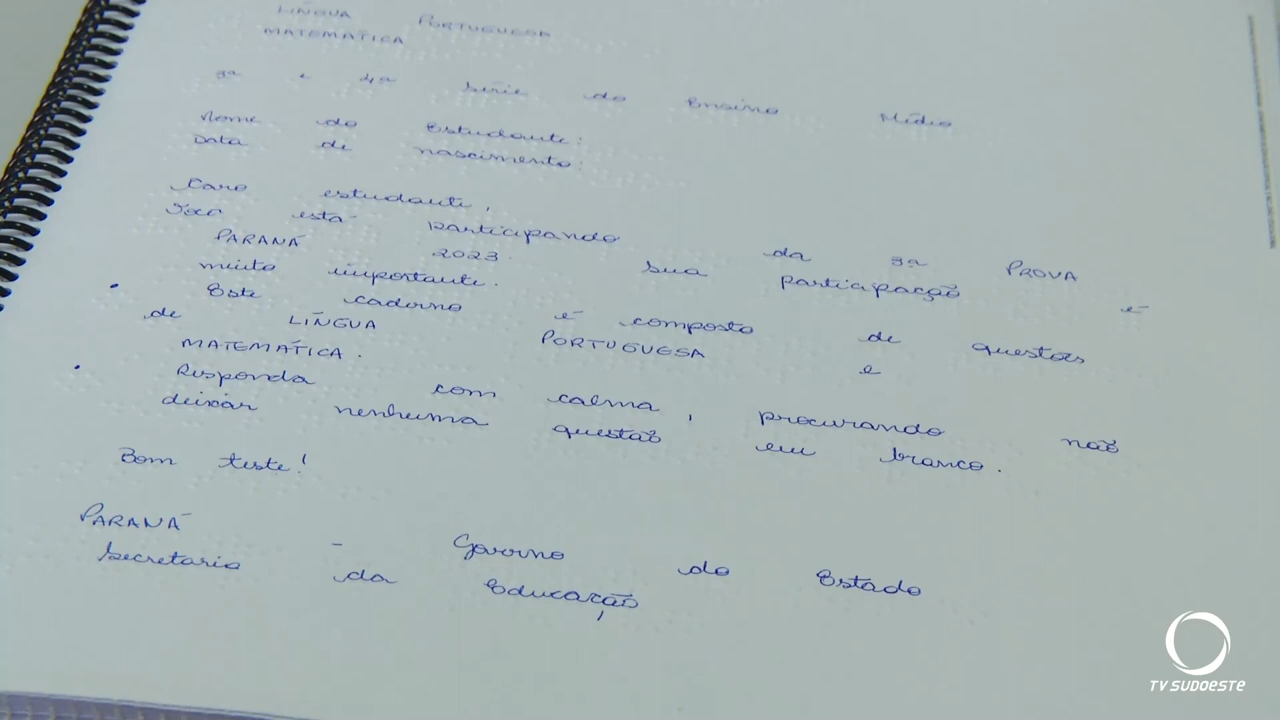 LÍNGUA PORTUGUESA
MATEMÁTICA
3ª e 4ª série do Ensino Médio
Nome do Estudante:
Data de nascimento:
Caro estudante,
Você está participando da 3ª PROVA
PARANÁ 2023. Sua participação é
muito importante.
• Este caderno é composto de questões
de LÍNGUA PORTUGUESA e
MATEMÁTICA.
• Responda com calma, procurando não
deixar nenhuma questão em branco.
Bom teste!
PARANÁ - Governo do Estado
Secretaria da Educação
TV SUDOESTE